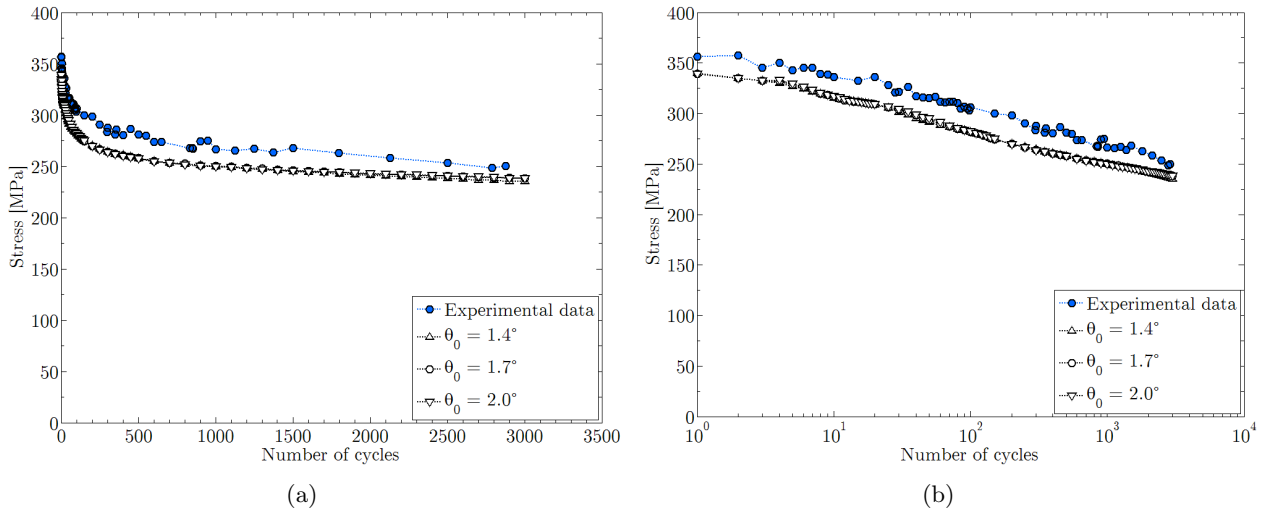 400
350
300
250
200
150
100
50
400
Stress [MPa]
0
500
1000
1500
2000
2500
3000
3500
Number of cycles
Experimental data
θ0 = 1.4°
θ0 = 1.7°
θ0 = 2.0°
(a)
400
350
300
250
200
150
100
50
0
Stress [MPa]
10^0
10^1
10^2
10^3
10^4
Number of cycles
Experimental data
θ0 = 1.4°
θ0 = 1.7°
θ0 = 2.0°
(b)